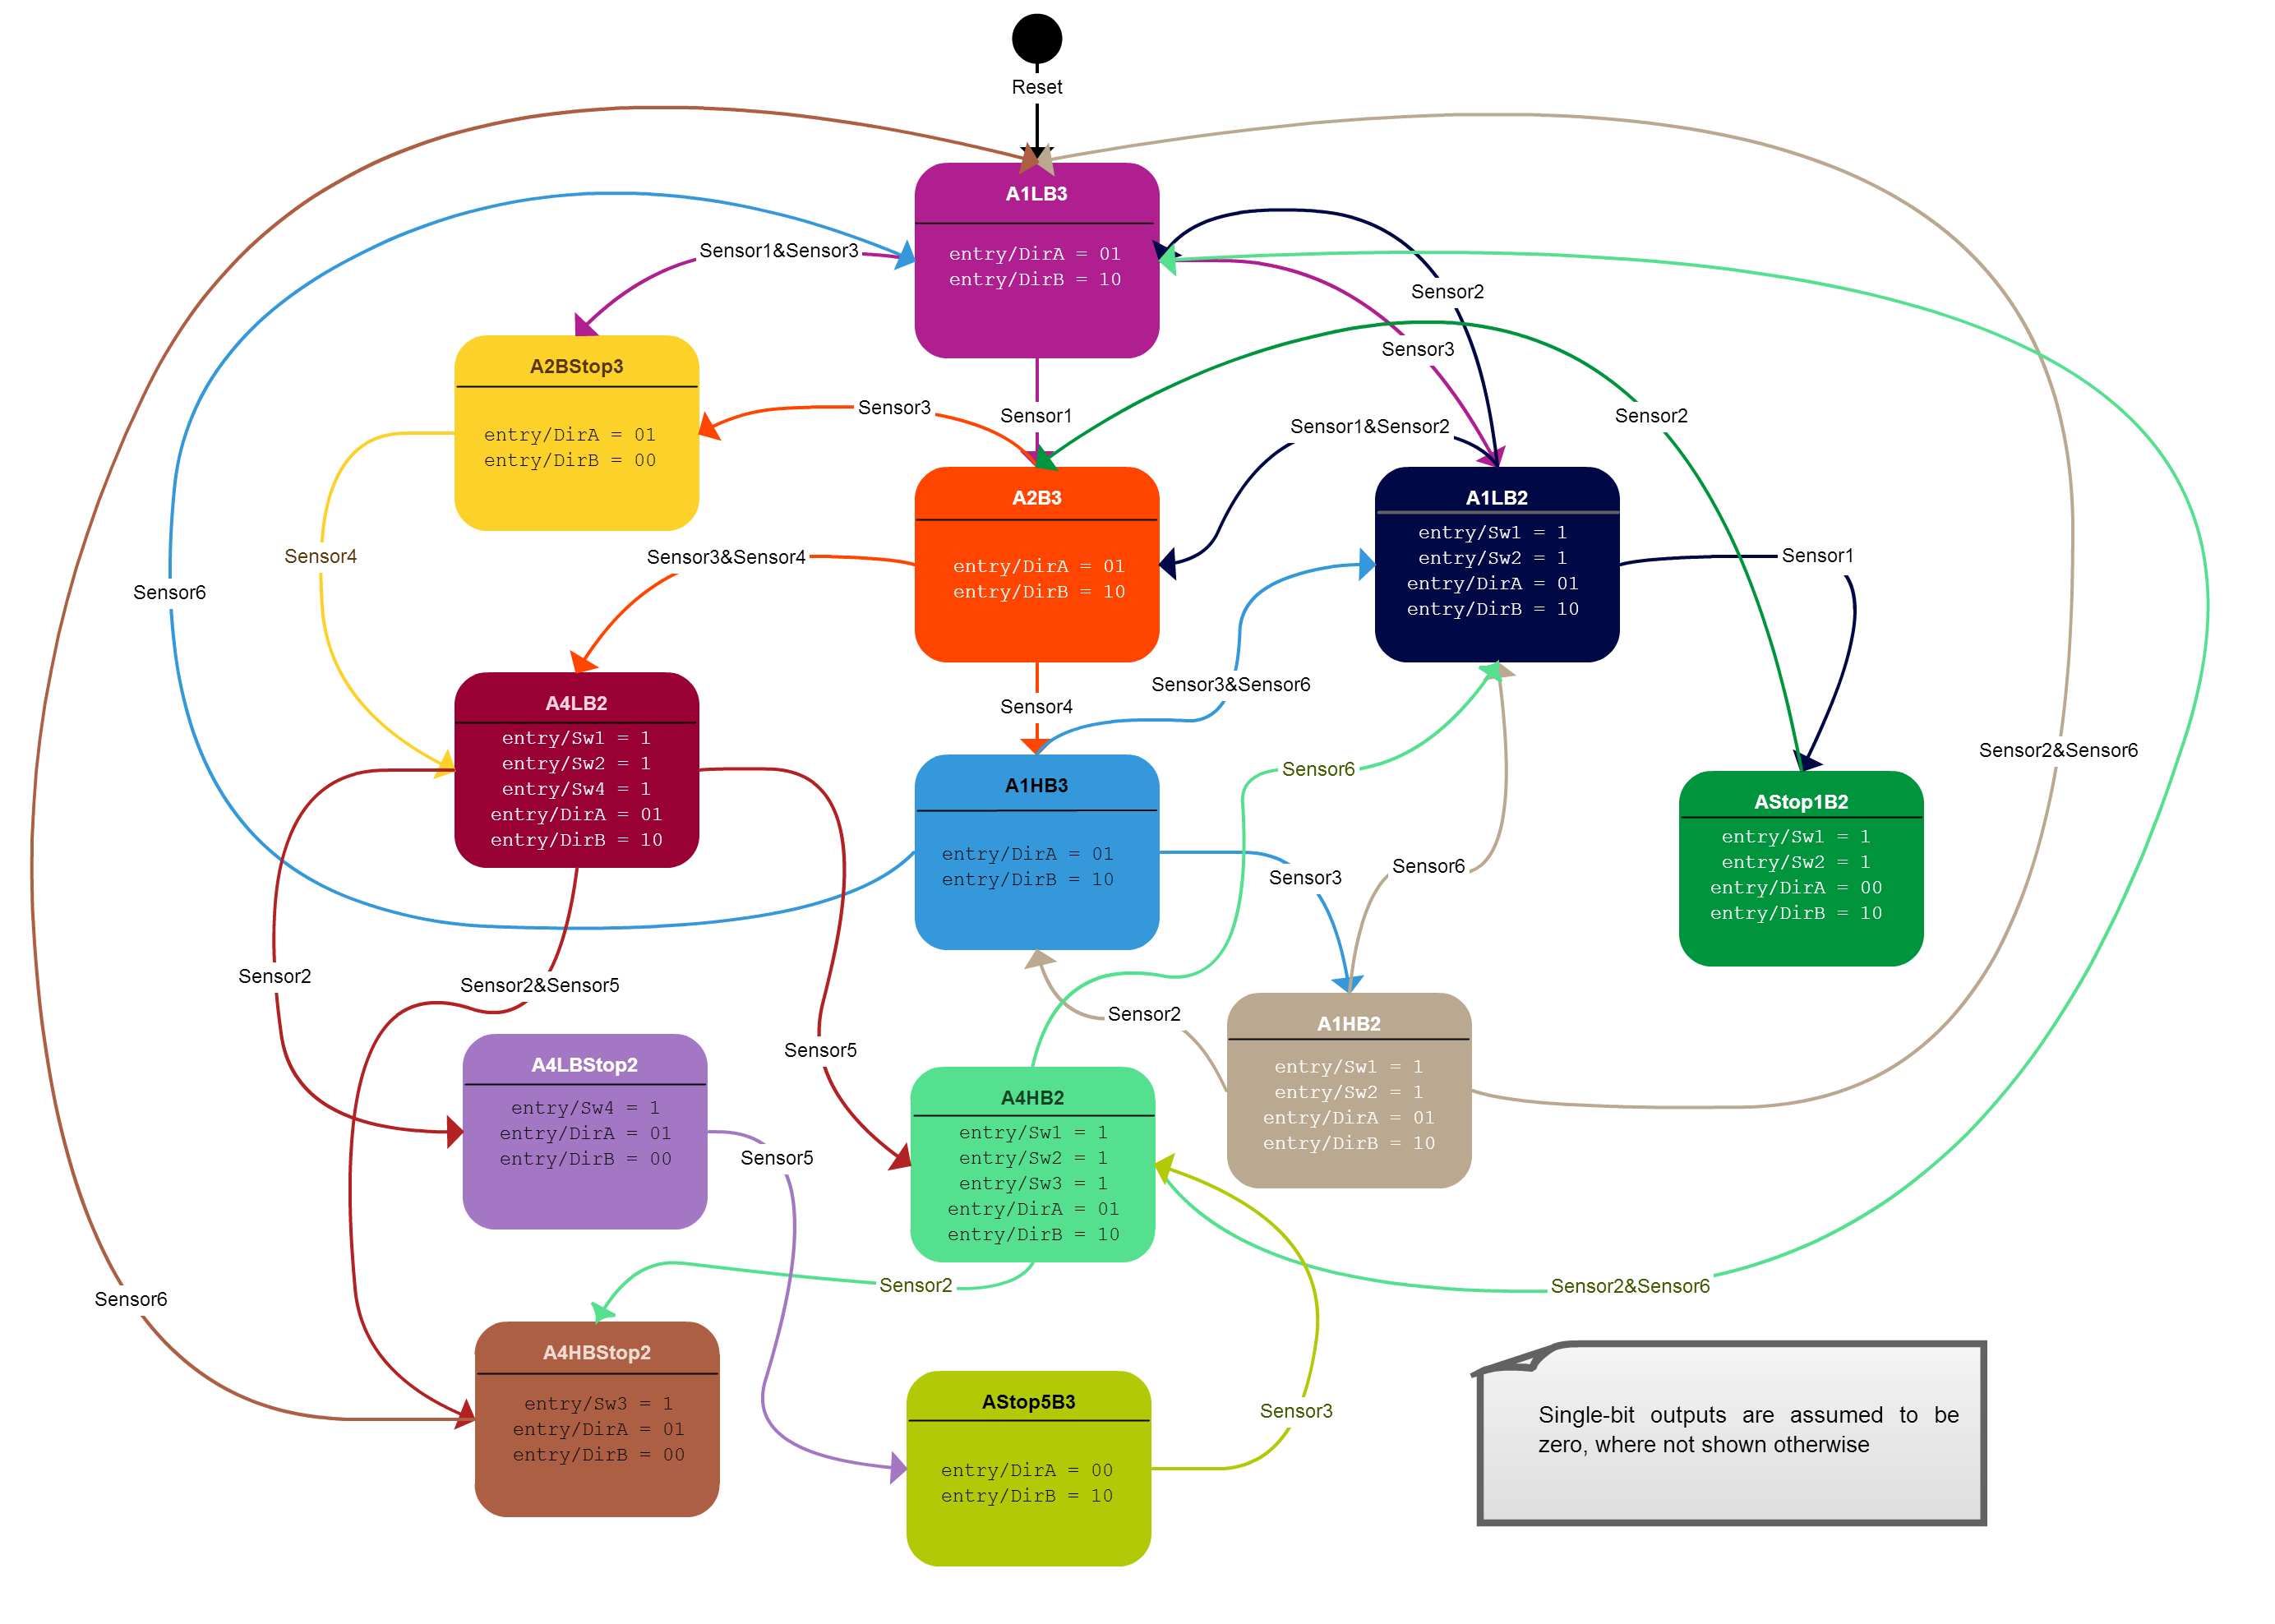 Reset
A1LB3
entry/DirA = 01
entry/DirB = 10
Sensor1&Sensor3
Sensor2
Sensor3
A2BStop3
entry/DirA = 01
entry/DirB = 00
Sensor3
Sensor1
Sensor1&Sensor2
Sensor2
A2B3
entry/DirA = 01
entry/DirB = 10
A1LB2
entry/Sw1 = 1
entry/Sw2 = 1
entry/DirA = 01
entry/DirB = 10
Sensor4
Sensor3&Sensor4
Sensor1
Sensor6
Sensor3&Sensor6
Sensor4
A4LB2
entry/Sw1 = 1
entry/Sw2 = 1
entry/Sw4 = 1
entry/DirA = 01
entry/DirB = 10
Sensor2&Sensor6
Sensor6
A1HB3
entry/DirA = 01
entry/DirB = 10
AStop1B2
entry/Sw1 = 1
entry/Sw2 = 1
entry/DirA = 00
entry/DirB = 10
Sensor6
Sensor3
Sensor2
Sensor2&Sensor5
Sensor2
Sensor5
A1HB2
entry/Sw1 = 1
entry/Sw2 = 1
entry/DirA = 01
entry/DirB = 10
A4LBStop2
entry/Sw4 = 1
entry/DirA = 01
entry/DirB = 00
Sensor5
A4HB2
entry/Sw1 = 1
entry/Sw2 = 1
entry/Sw3 = 1
entry/DirA = 01
entry/DirB = 10
Sensor2
Sensor2&Sensor6
Sensor6
A4HBStop2
entry/Sw3 = 1
entry/DirA = 01
entry/DirB = 00
AStop5B3
entry/DirA = 00
entry/DirB = 10
Sensor3
Single-bit outputs are assumed to be
zero, where not shown otherwise